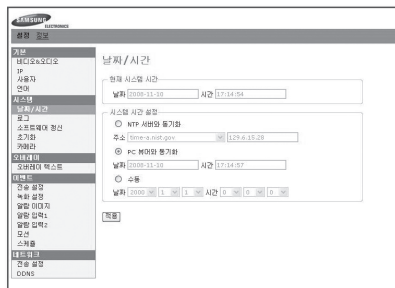 SAMSUNG
ELECTRONICS
설정 정보
기본
비디오&오디오
IP
사용자
언어
시스템
날짜/시간
로그
소프트웨어 갱신
초기화
카메라
오버레이
오버레이 텍스트
이벤트
전송 설정
녹화 설정
알람 이미지
알람 입력1
알람 입력2
모션
스케쥴
네트워크
전송 설정
DDNS
날짜/시간
현재 시스템 시간
날짜 2008-11-10 시간 17:14:54
시스템 시간 설정
NTP 서버와 동기화
주소 time-a.nist.gov 129.6.15.28
PC 뷰어와 동기화
날짜 2008-11-10 시간 17:14:57
수동
날짜 2000 1 1 시간 0 0 0
적용